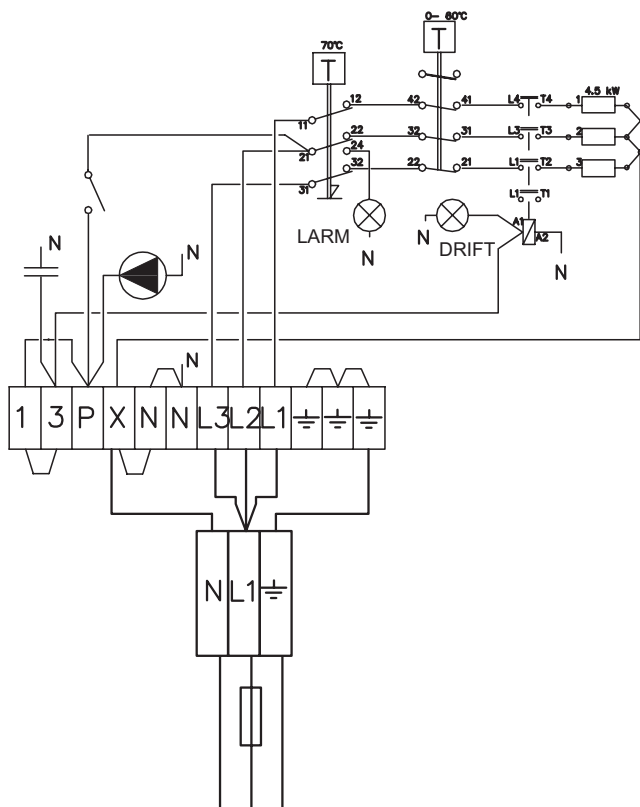 0- 60°C
T
70°C
T
12
11
42
41
L4
T4
1
4.5 kW
22
21
24
32
31
L3
T3
2
32
31
22
21
L1
T2
3
L1
T1
LARM
N
DRIFT
N
A1
A2
N
N
N
N
1
3
P
X
N
N
L3
L2
L1
N
L1